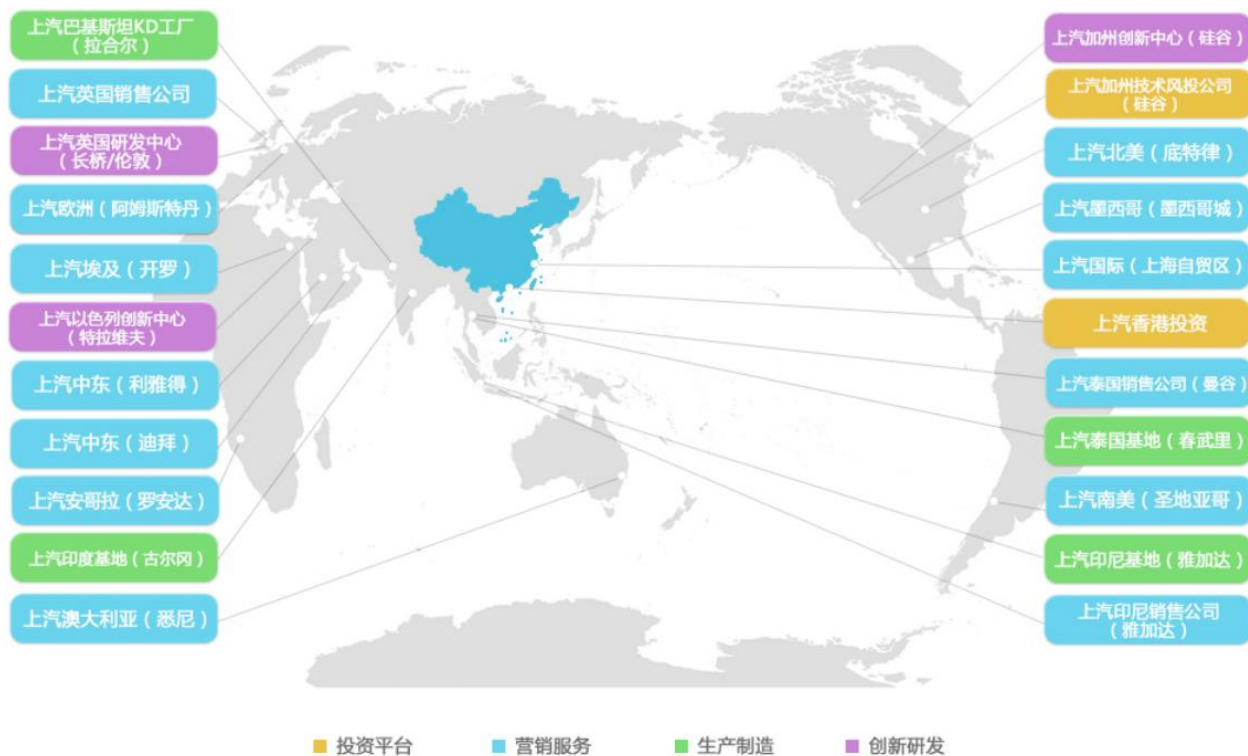 上汽巴基斯坦KD工厂
（拉合尔）
上汽英国销售公司
上汽英国研发中心
（长桥/伦敦）
上汽欧洲（阿姆斯特丹）
上汽埃及（开罗）
上汽以色列创新中心
（特拉维夫）
上汽中东（利雅得）
上汽中东（迪拜）
上汽安哥拉（罗安达）
上汽印度基地（古尔冈）
上汽澳大利亚（悉尼）
上汽加州创新中心（硅谷）
上汽加州技术风投公司
（硅谷）
上汽北美（底特律）
上汽墨西哥（墨西哥城）
上汽国际（上海自贸区）
上汽香港投资
上汽泰国销售公司（曼谷）
上汽泰国基地（春武里）
上汽南美（圣地亚哥）
上汽印尼基地（雅加达）
上汽印尼销售公司
（雅加达）
投资平台
营销服务
生产制造
创新研发